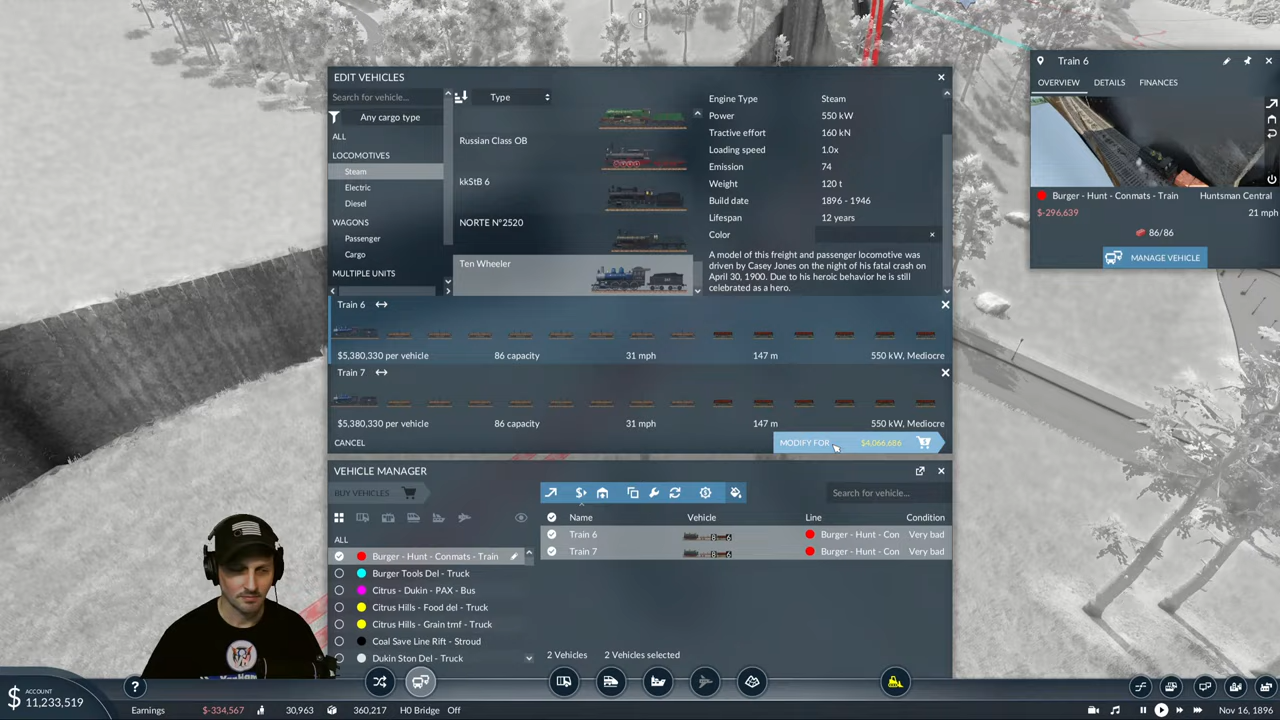 EDIT VEHICLES
Search for vehicle...
Type
Any cargo type
ALL
LOCOMOTIVES
Steam
Electric
Diesel
WAGONS
Passenger
Cargo
MULTIPLE UNITS
Russian Class OB
kkStB 6
NORTE Nº2520
Ten Wheeler
Engine Type Steam
Power 550 kW
Tractive effort 160 kN
Loading speed 1.0x
Emission 74
Weight 120 t
Build date 1896 - 1946
Lifespan 12 years
Color
A model of this freight and passenger locomotive was
driven by Casey Jones on the night of his fatal crash on
April 30, 1900. Due to his heroic behavior he is still
celebrated as a hero.
Train 6
$5,380,330 per vehicle 86 capacity 31 mph 147 m 550 kW, Mediocre
Train 7
$5,380,330 per vehicle 86 capacity 31 mph 147 m 550 kW, Mediocre
CANCEL
MODIFY FOR $4,066,686
Train 6
OVERVIEW DETAILS FINANCES
Burger - Hunt - Conmats - Train Huntsman Central
$-296,639 21 mph
86/86
MANAGE VEHICLE
VEHICLE MANAGER
BUY VEHICLES
Search for vehicle...
ALL
Burger - Hunt - Conmats - Train
Burger Tools Del - Truck
Citrus - Dukin - PAX - Bus
Citrus Hills - Food del - Truck
Citrus Hills - Grain tmf - Truck
Coal Save Line Rift - Stroud
Dukin Ston Del - Truck
Name Vehicle Line Condition
Train 6 Burger - Hunt - Con Very bad
Train 7 Burger - Hunt - Con Very bad
2 Vehicles 2 Vehicles selected
ACCOUNT
$ 11,233,519
?
Earnings $-334,567 30,963 360,217 H0 Bridge Off
Nov 16, 1896